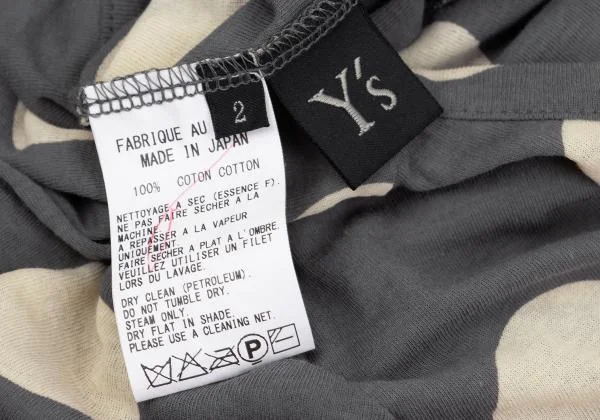 Y's
2
FABRIQUE AU
MADE IN JAPAN
100% COTON COTTON
NETTOYAGE A SEC (ESSENCE F).
NE PAS FAIRE SECHER A LA
MACHINE
A REPASSER A LA VAPEUR
UNIQUEMENT.
FAIRE SECHER A PLAT A L'OMBRE.
VEUILLEZ UTILISER UN FILET
LORS DU LAVAGE.
DRY CLEAN (PETROLEUM).
DO NOT TUMBLE DRY.
STEAM ONLY.
DRY FLAT IN SHADE.
PLEASE USE A CLEANING NET.
P